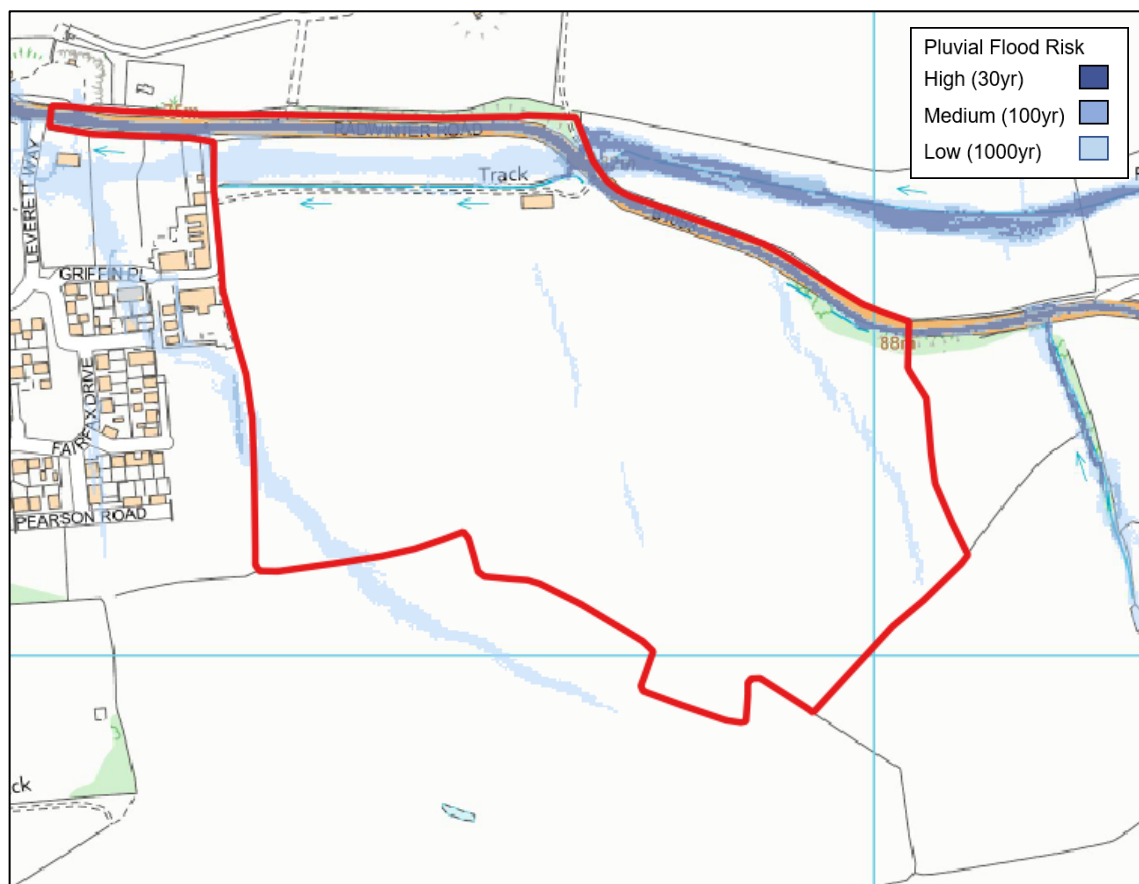 Pluvial Flood Risk
High (30yr)
Medium (100yr)
Low (1000yr)
RADWINTER ROAD
Track
LEVERETT WAY
GRIFFIN PL
88m
FAIRFAX DRIVE
PEARSON ROAD
ck